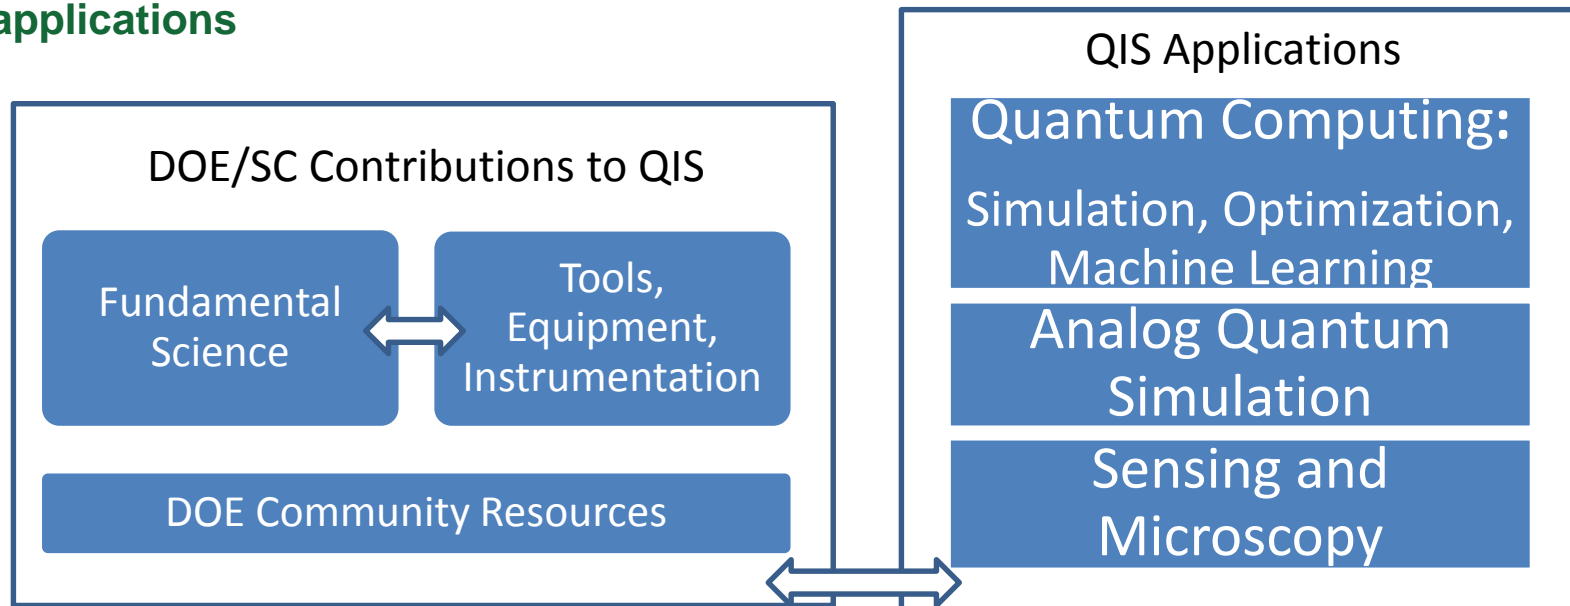 applications
DOE/SC Contributions to QIS
Fundamental
Science
Tools,
Equipment,
Instrumentation
DOE Community Resources
QIS Applications
Quantum Computing:
Simulation, Optimization,
Machine Learning
Analog Quantum
Simulation
Sensing and
Microscopy